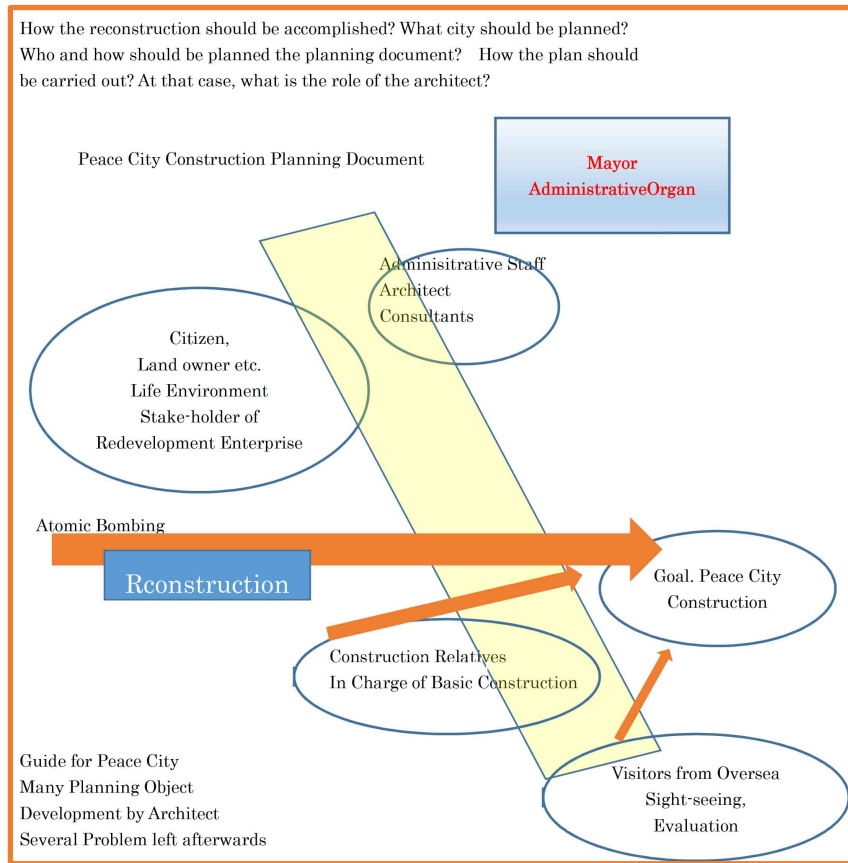 How the reconstruction should be accomplished? What city should be planned?
Who and how should be planned the planning document?   How the plan should
be carried out? At that case, what is the role of the architect?
Peace City Construction Planning Document
Mayor
AdministrativeOrgan
Adminisitrative Staff
Architect
Consultants
Citizen,
Land owner etc.
Life Environment
Stake-holder of
Redevelopment Enterprise
Atomic Bombing
Rconstruction
Goal. Peace City
Construction
Construction Relatives
In Charge of Basic Construction
Guide for Peace City
Many Planning Object
Development by Architect
Several Problem left afterwards
Visitors from Oversea
Sight-seeing,
Evaluation